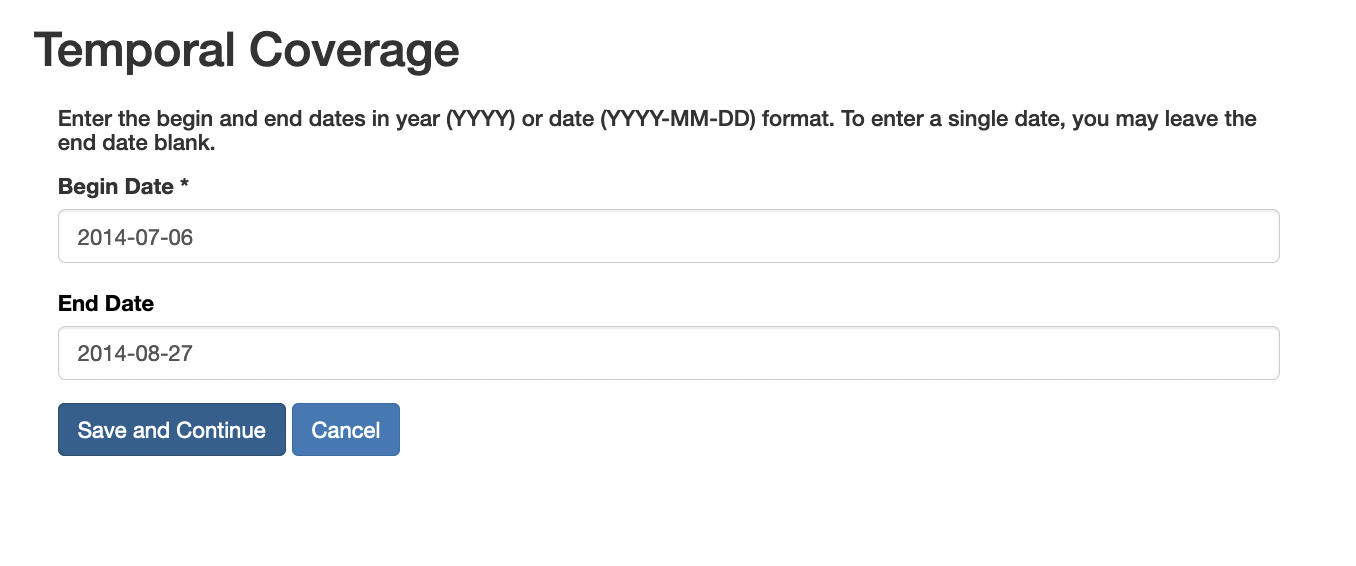 Temporal Coverage
Enter the begin and end dates in year (YYYY) or date (YYYY-MM-DD) format. To enter a single date, you may leave the
end date blank.
Begin Date *
2014-07-06
End Date
2014-08-27
Save and Continue Cancel